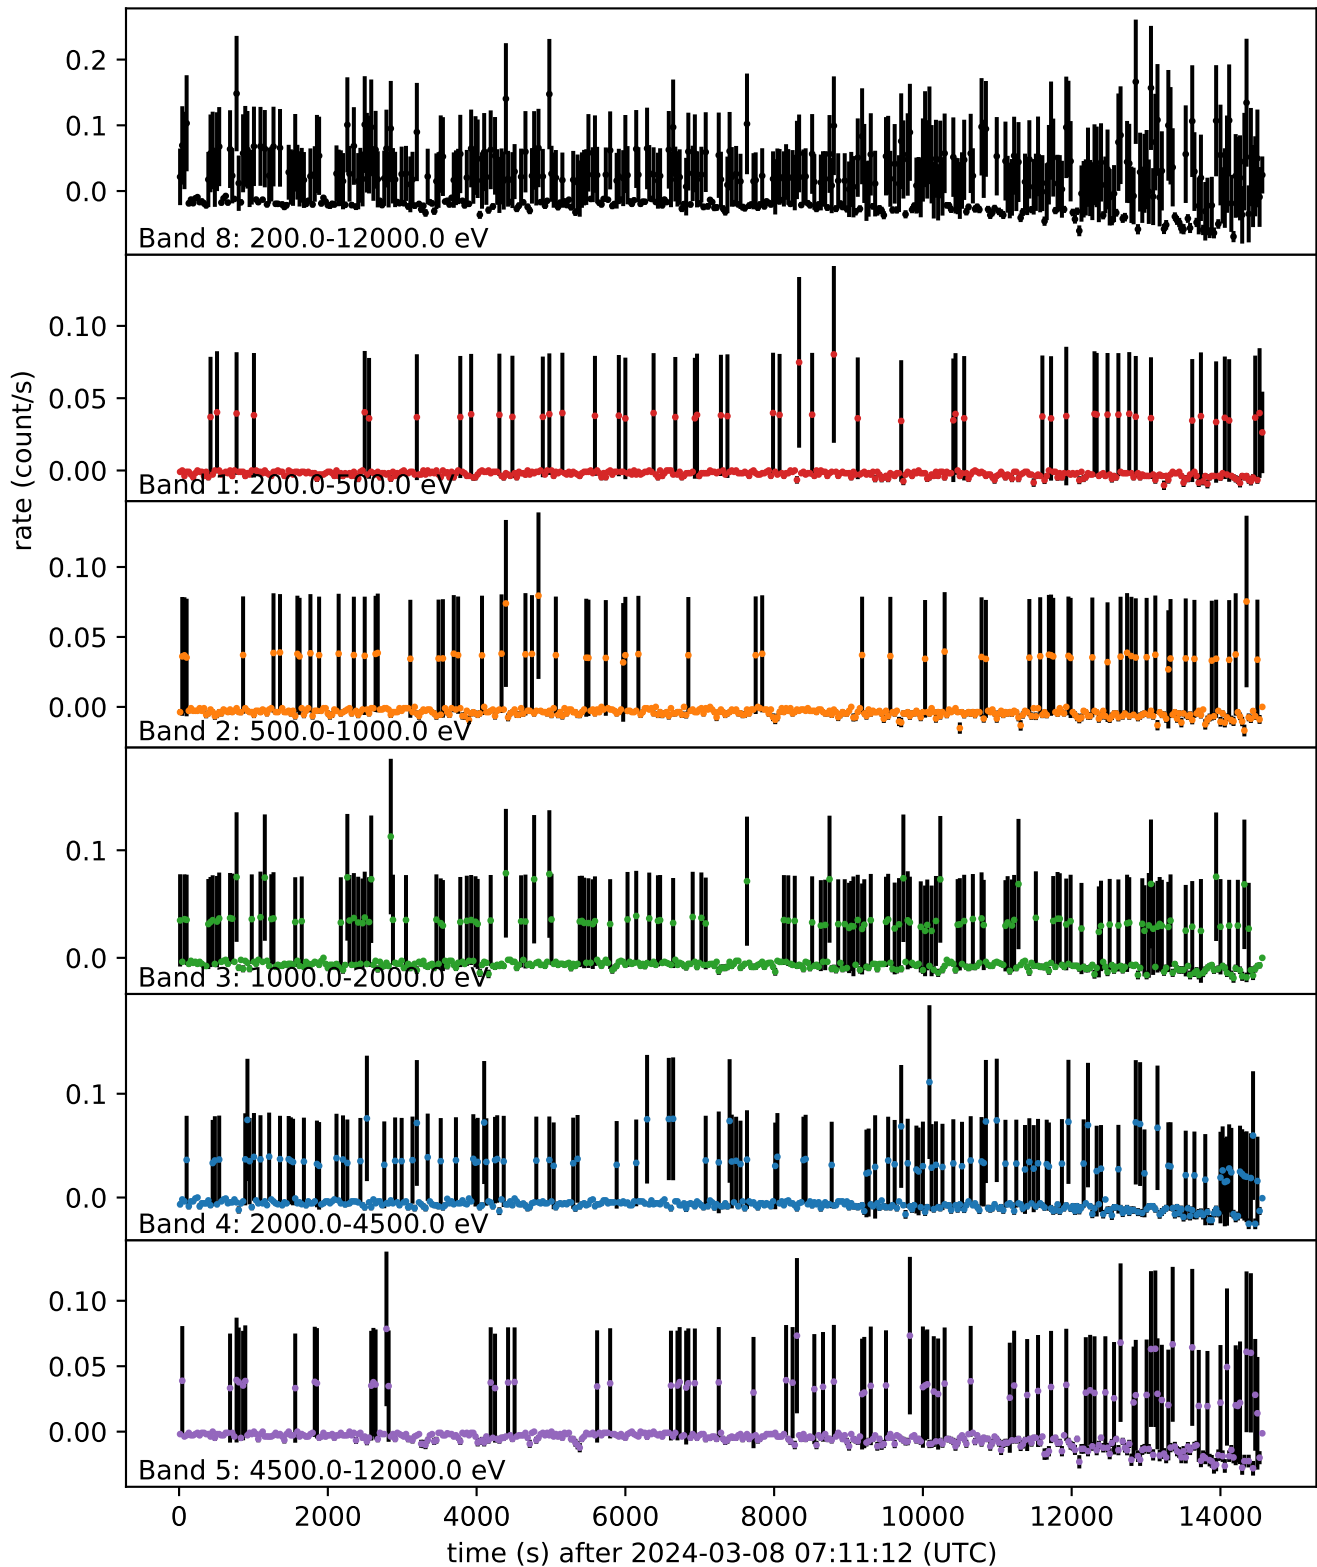 0.2
0.1
0.0
Band 8: 200.0-12000.0 eV
0.10
0.05
0.00
Band 1: 200.0-500.0 eV
rate (count/s)
0.10
0.05
0.00
Band 2: 500.0-1000.0 eV
0.1
0.0
Band 3: 1000.0-2000.0 eV
0.1
0.0
Band 4: 2000.0-4500.0 eV
0.10
0.05
0.00
Band 5: 4500.0-12000.0 eV
0 2000 4000 6000 8000 10000 12000 14000
time (s) after 2024-03-08 07:11:12 (UTC)